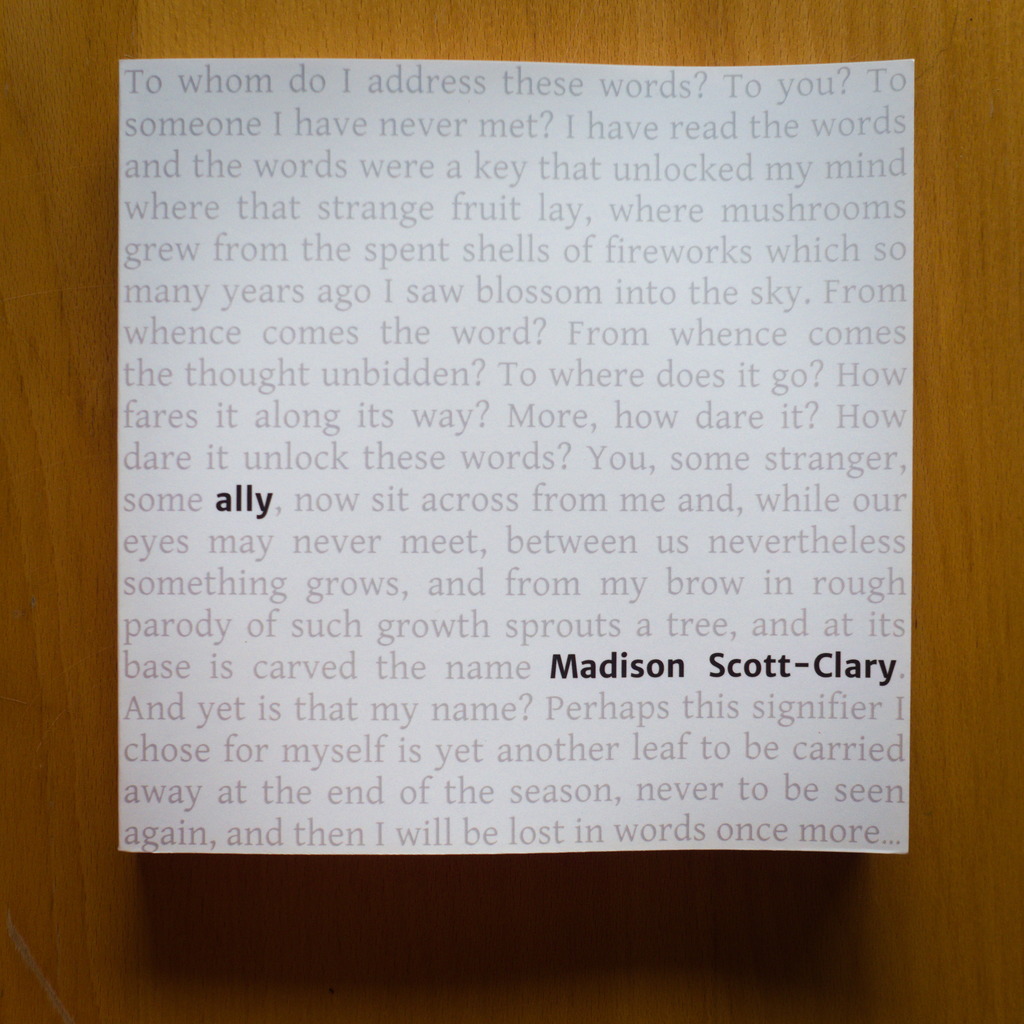 To whom do I address these words? To you? To
someone I have never met? I have read the words
and the words were a key that unlocked my mind
where that strange fruit lay, where mushrooms
grew from the spent shells of fireworks which so
many years ago I saw blossom into the sky. From
whence comes the word? From whence comes
the thought unbidden? To where does it go? How
fares it along its way? More, how dare it? How
dare it unlock these words? You, some stranger,
some ally, now sit across from me and, while our
eyes may never meet, between us nevertheless
something grows, and from my brow in rough
parody of such growth sprouts a tree, and at its
base is carved the name Madison Scott-Clary.
And yet is that my name? Perhaps this signifier I
chose for myself is yet another leaf to be carried
away at the end of the season, never to be seen
again, and then I will be lost in words once more...